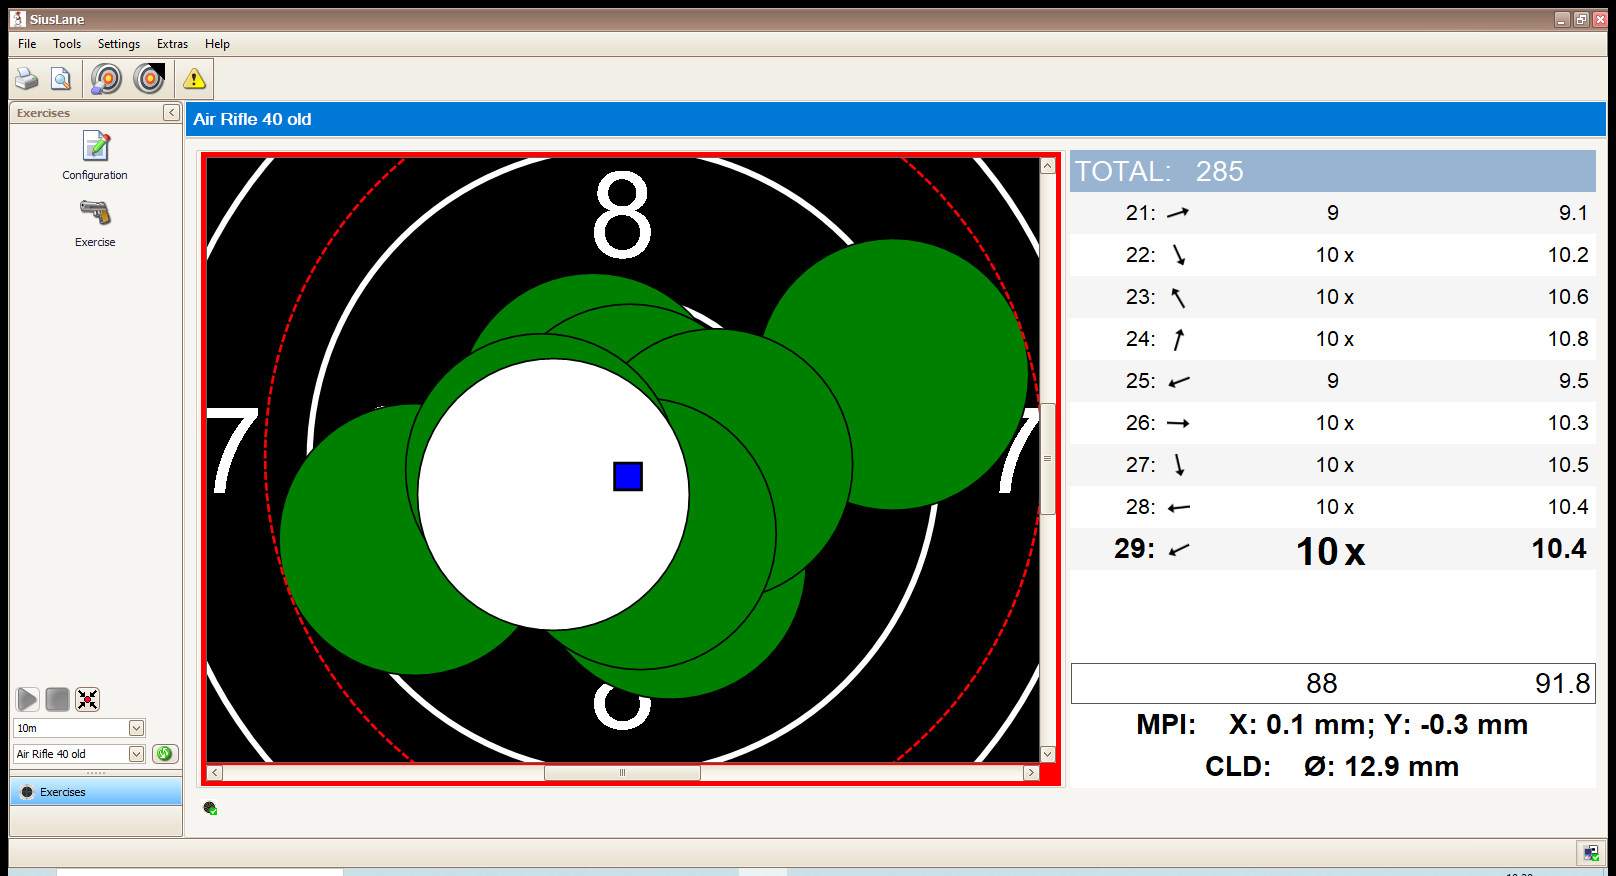 SiusLane
File Tools Settings Extras Help
Exercises
Configuration
Exercise
10m
Air Rifle 40 old
Exercises
Air Rifle 40 old
8
7 7
TOTAL: 285
21: 9 9.1
22: 10 x 10.2
23: 10 x 10.6
24: 10 x 10.8
25: 9 9.5
26: 10 x 10.3
27: 10 x 10.5
28: 10 x 10.4
29: 10 x 10.4
88 91.8
MPI: X: 0.1 mm; Y: -0.3 mm
CLD: Ø: 12.9 mm